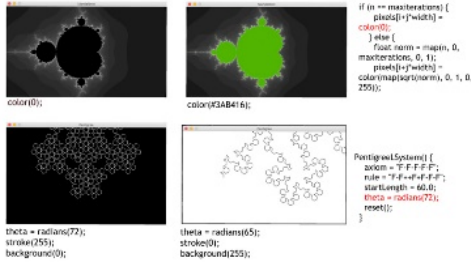 if (n == maxiterations) {
pixels[i+j*width] =
color(0);
} else {
float norm = map(n, 0,
maxiterations, 0, 1);
pixels[i+j*width] =
color(map(sqrt(norm), 0, 1, 0,
255));
color(0);
color(#3AB416);
PentigreeLSystem() {
axiom = "F-F-F-F-F";
rule = "F-F++F+F-F-F";
startLength = 60.0;
theta = radians(72);
reset();
}
theta = radians(72);
stroke(255);
background(0);
theta = radians(65);
stroke(0);
background(255);